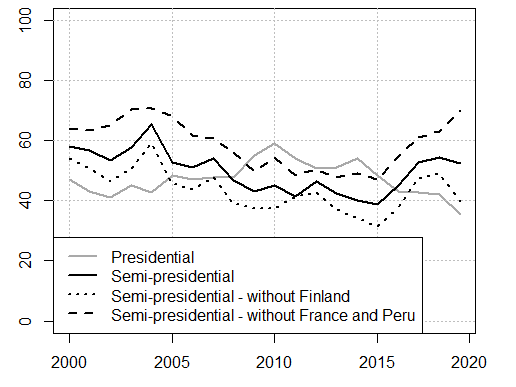 100
80
60
40
20
0
Presidential
Semi-presidential
Semi-presidential - without Finland
Semi-presidential - without France and Peru
2000 2005 2010 2015 2020